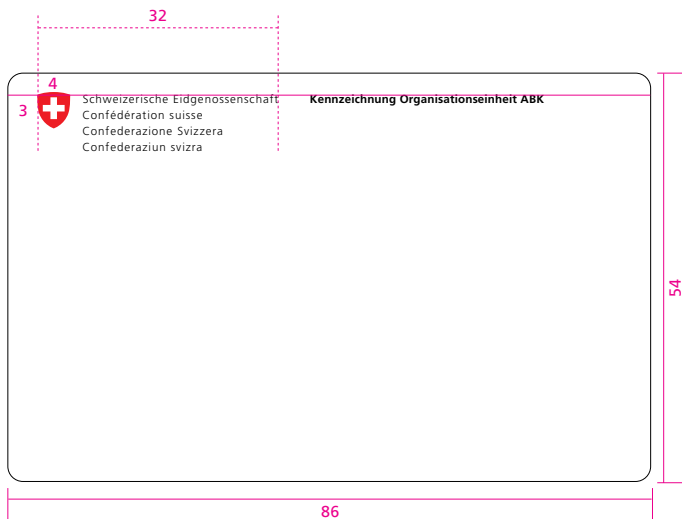 32
4
3
Schweizerische Eidgenossenschaft
Confédération suisse
Confederazione Svizzera
Confederaziun svizra
Kennzeichnung Organisationseinheit ABK
54
86